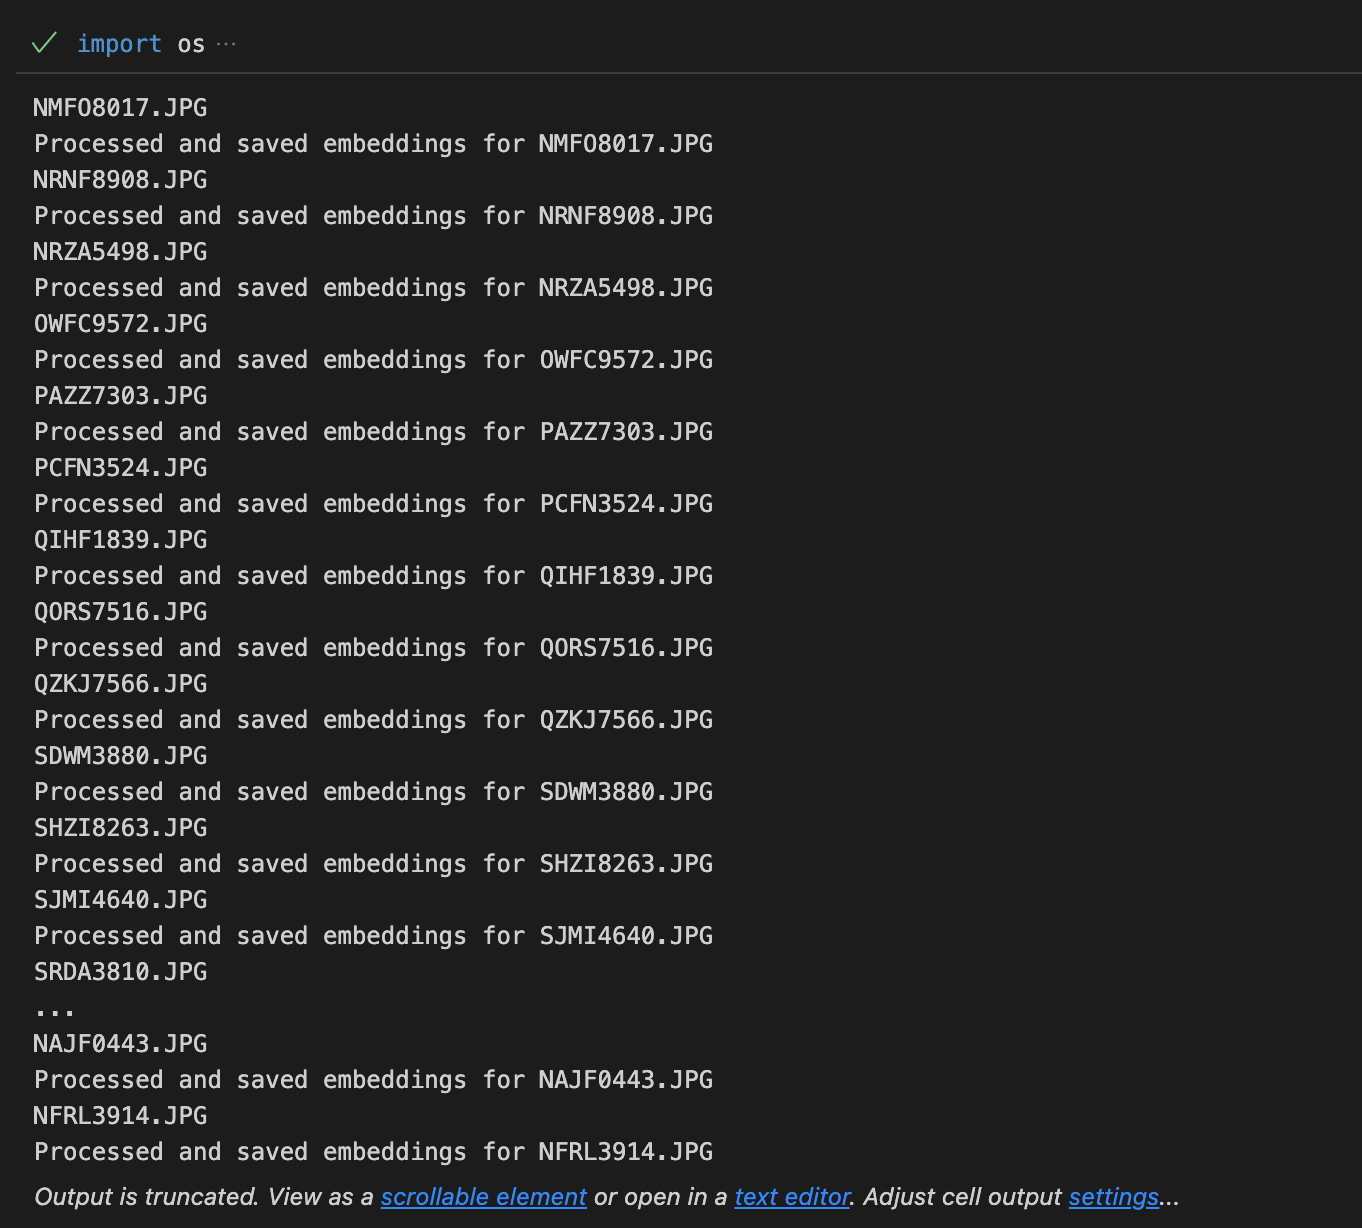 import os ...
NMFO8017.JPG
Processed and saved embeddings for NMFO8017.JPG
NRNF8908.JPG
Processed and saved embeddings for NRNF8908.JPG
NRZA5498.JPG
Processed and saved embeddings for NRZA5498.JPG
OWFC9572.JPG
Processed and saved embeddings for OWFC9572.JPG
PAZZ7303.JPG
Processed and saved embeddings for PAZZ7303.JPG
PCFN3524.JPG
Processed and saved embeddings for PCFN3524.JPG
QIHF1839.JPG
Processed and saved embeddings for QIHF1839.JPG
QORS7516.JPG
Processed and saved embeddings for QORS7516.JPG
QZKJ7566.JPG
Processed and saved embeddings for QZKJ7566.JPG
SDWM3880.JPG
Processed and saved embeddings for SDWM3880.JPG
SHZI8263.JPG
Processed and saved embeddings for SHZI8263.JPG
SJMI4640.JPG
Processed and saved embeddings for SJMI4640.JPG
SRDA3810.JPG
...
NAJF0443.JPG
Processed and saved embeddings for NAJF0443.JPG
NFRL3914.JPG
Processed and saved embeddings for NFRL3914.JPG
Output is truncated. View as a scrollable element or open in a text editor. Adjust cell output settings...